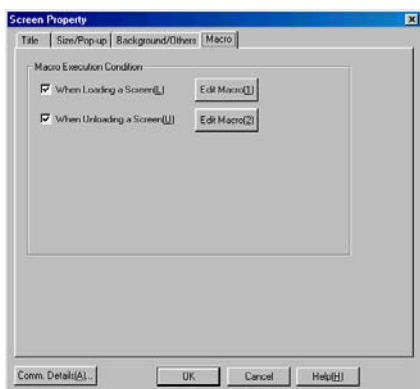 Screen Property
Title Size/Pop-up Background/Others Macro
Macro Execution Condition
When Loading a Screen(L) Edit Macro(1)
When Unloading a Screen(U) Edit Macro(2)
Comm. Details(A)... OK Cancel Help(H)